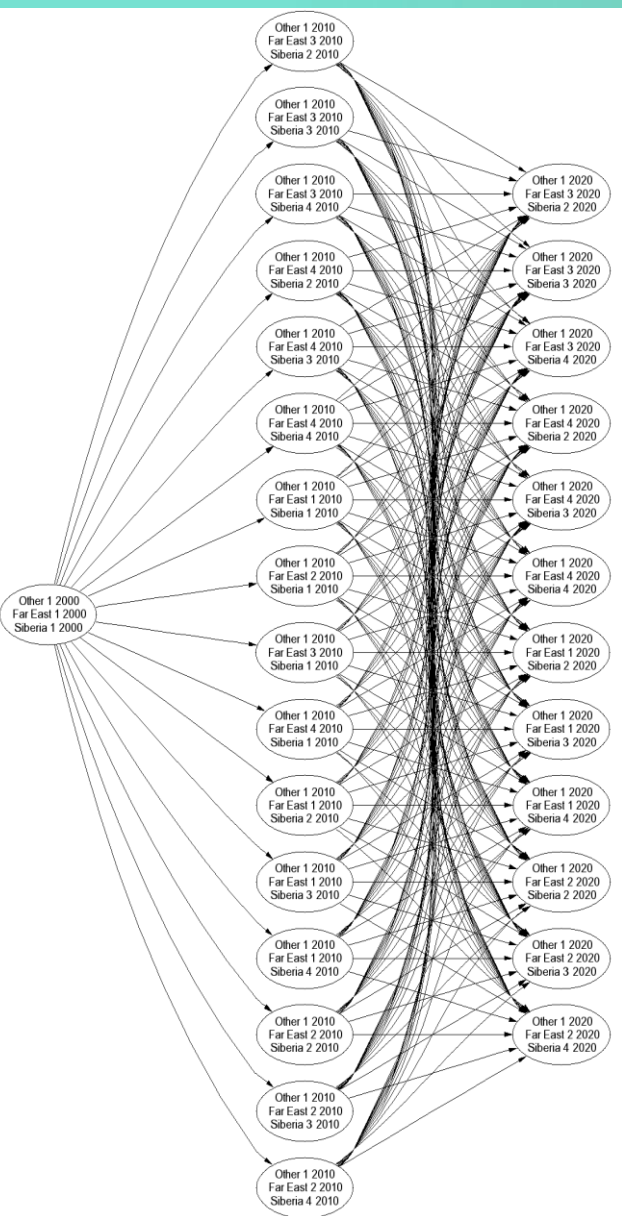 Other 1 2010
Far East 3 2010
Siberia 2 2010
Other 1 2010
Far East 3 2010
Siberia 3 2010
Other 1 2010
Far East 3 2010
Siberia 4 2010
Other 1 2010
Far East 4 2010
Siberia 2 2010
Other 1 2010
Far East 4 2010
Siberia 3 2010
Other 1 2010
Far East 4 2010
Siberia 4 2010
Other 1 2010
Far East 1 2010
Siberia 1 2010
Other 1 2010
Far East 2 2010
Siberia 1 2010
Other 1 2010
Far East 3 2010
Siberia 1 2010
Other 1 2010
Far East 4 2010
Siberia 1 2010
Other 1 2010
Far East 1 2010
Siberia 2 2010
Other 1 2010
Far East 1 2010
Siberia 3 2010
Other 1 2010
Far East 1 2010
Siberia 4 2010
Other 1 2010
Far East 2 2010
Siberia 2 2010
Other 1 2010
Far East 2 2010
Siberia 3 2010
Other 1 2010
Far East 2 2010
Siberia 4 2010
Other 1 2000
Far East 1 2000
Siberia 1 2000
Other 1 2020
Far East 3 2020
Siberia 2 2020
Other 1 2020
Far East 3 2020
Siberia 3 2020
Other 1 2020
Far East 3 2020
Siberia 4 2020
Other 1 2020
Far East 4 2020
Siberia 2 2020
Other 1 2020
Far East 4 2020
Siberia 3 2020
Other 1 2020
Far East 4 2020
Siberia 4 2020
Other 1 2020
Far East 1 2020
Siberia 2 2020
Other 1 2020
Far East 1 2020
Siberia 3 2020
Other 1 2020
Far East 1 2020
Siberia 4 2020
Other 1 2020
Far East 2 2020
Siberia 2 2020
Other 1 2020
Far East 2 2020
Siberia 3 2020
Other 1 2020
Far East 2 2020
Siberia 4 2020